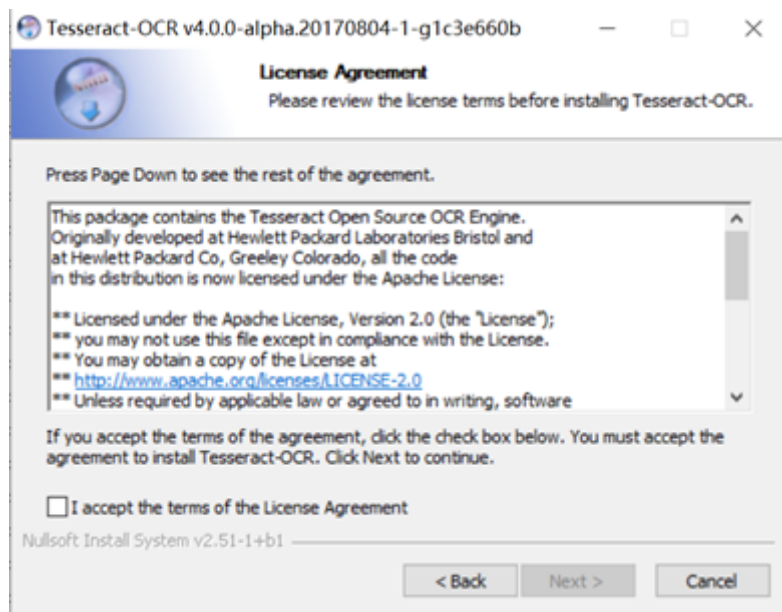 Tesseract-OCR v4.0.0-alpha.20170804-1-g1c3e660b
License Agreement
Please review the license terms before installing Tesseract-OCR.
Press Page Down to see the rest of the agreement.
This package contains the Tesseract Open Source OCR Engine.
Originally developed at Hewlett Packard Laboratories Bristol and
at Hewlett Packard Co, Greeley Colorado, all the code
in this distribution is now licensed under the Apache License:
** Licensed under the Apache License, Version 2.0 (the "License");
** you may not use this file except in compliance with the License.
** You may obtain a copy of the License at
** http://www.apache.org/licenses/LICENSE-2.0
** Unless required by applicable law or agreed to in writing, software
If you accept the terms of the agreement, click the check box below. You must accept the
agreement to install Tesseract-OCR. Click Next to continue.
I accept the terms of the License Agreement
Nullsoft Install System v2.51-1+b1
< Back Next > Cancel